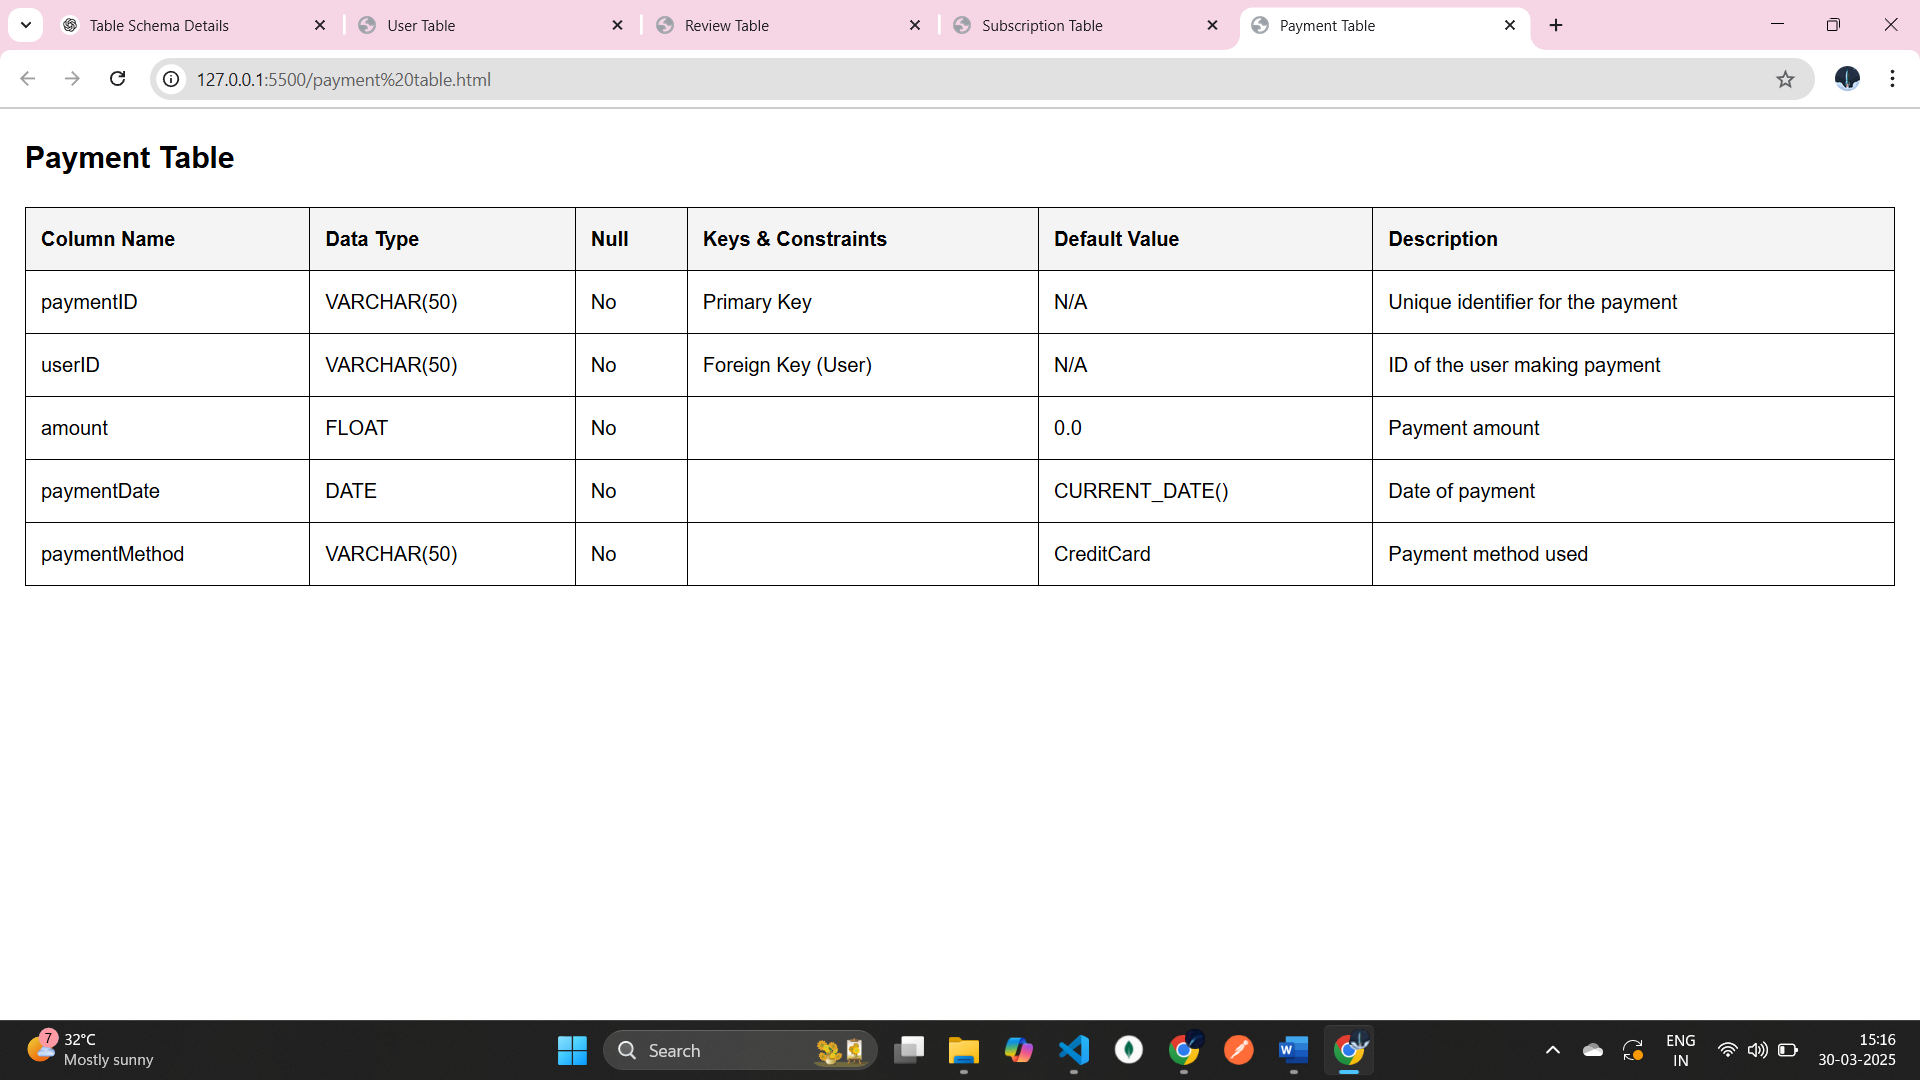 Table Schema Details
User Table
Review Table
Subscription Table
Payment Table
127.0.0.1:5500/payment%20table.html
Payment Table
Column Name Data Type Null Keys & Constraints Default Value Description
paymentID VARCHAR(50) No Primary Key N/A Unique identifier for the payment
userID VARCHAR(50) No Foreign Key (User) N/A ID of the user making payment
amount FLOAT No 0.0 Payment amount
paymentDate DATE No CURRENT_DATE() Date of payment
paymentMethod VARCHAR(50) No CreditCard Payment method used
7
32°C
Mostly sunny
Search
W
ENG
IN
15:16
30-03-2025